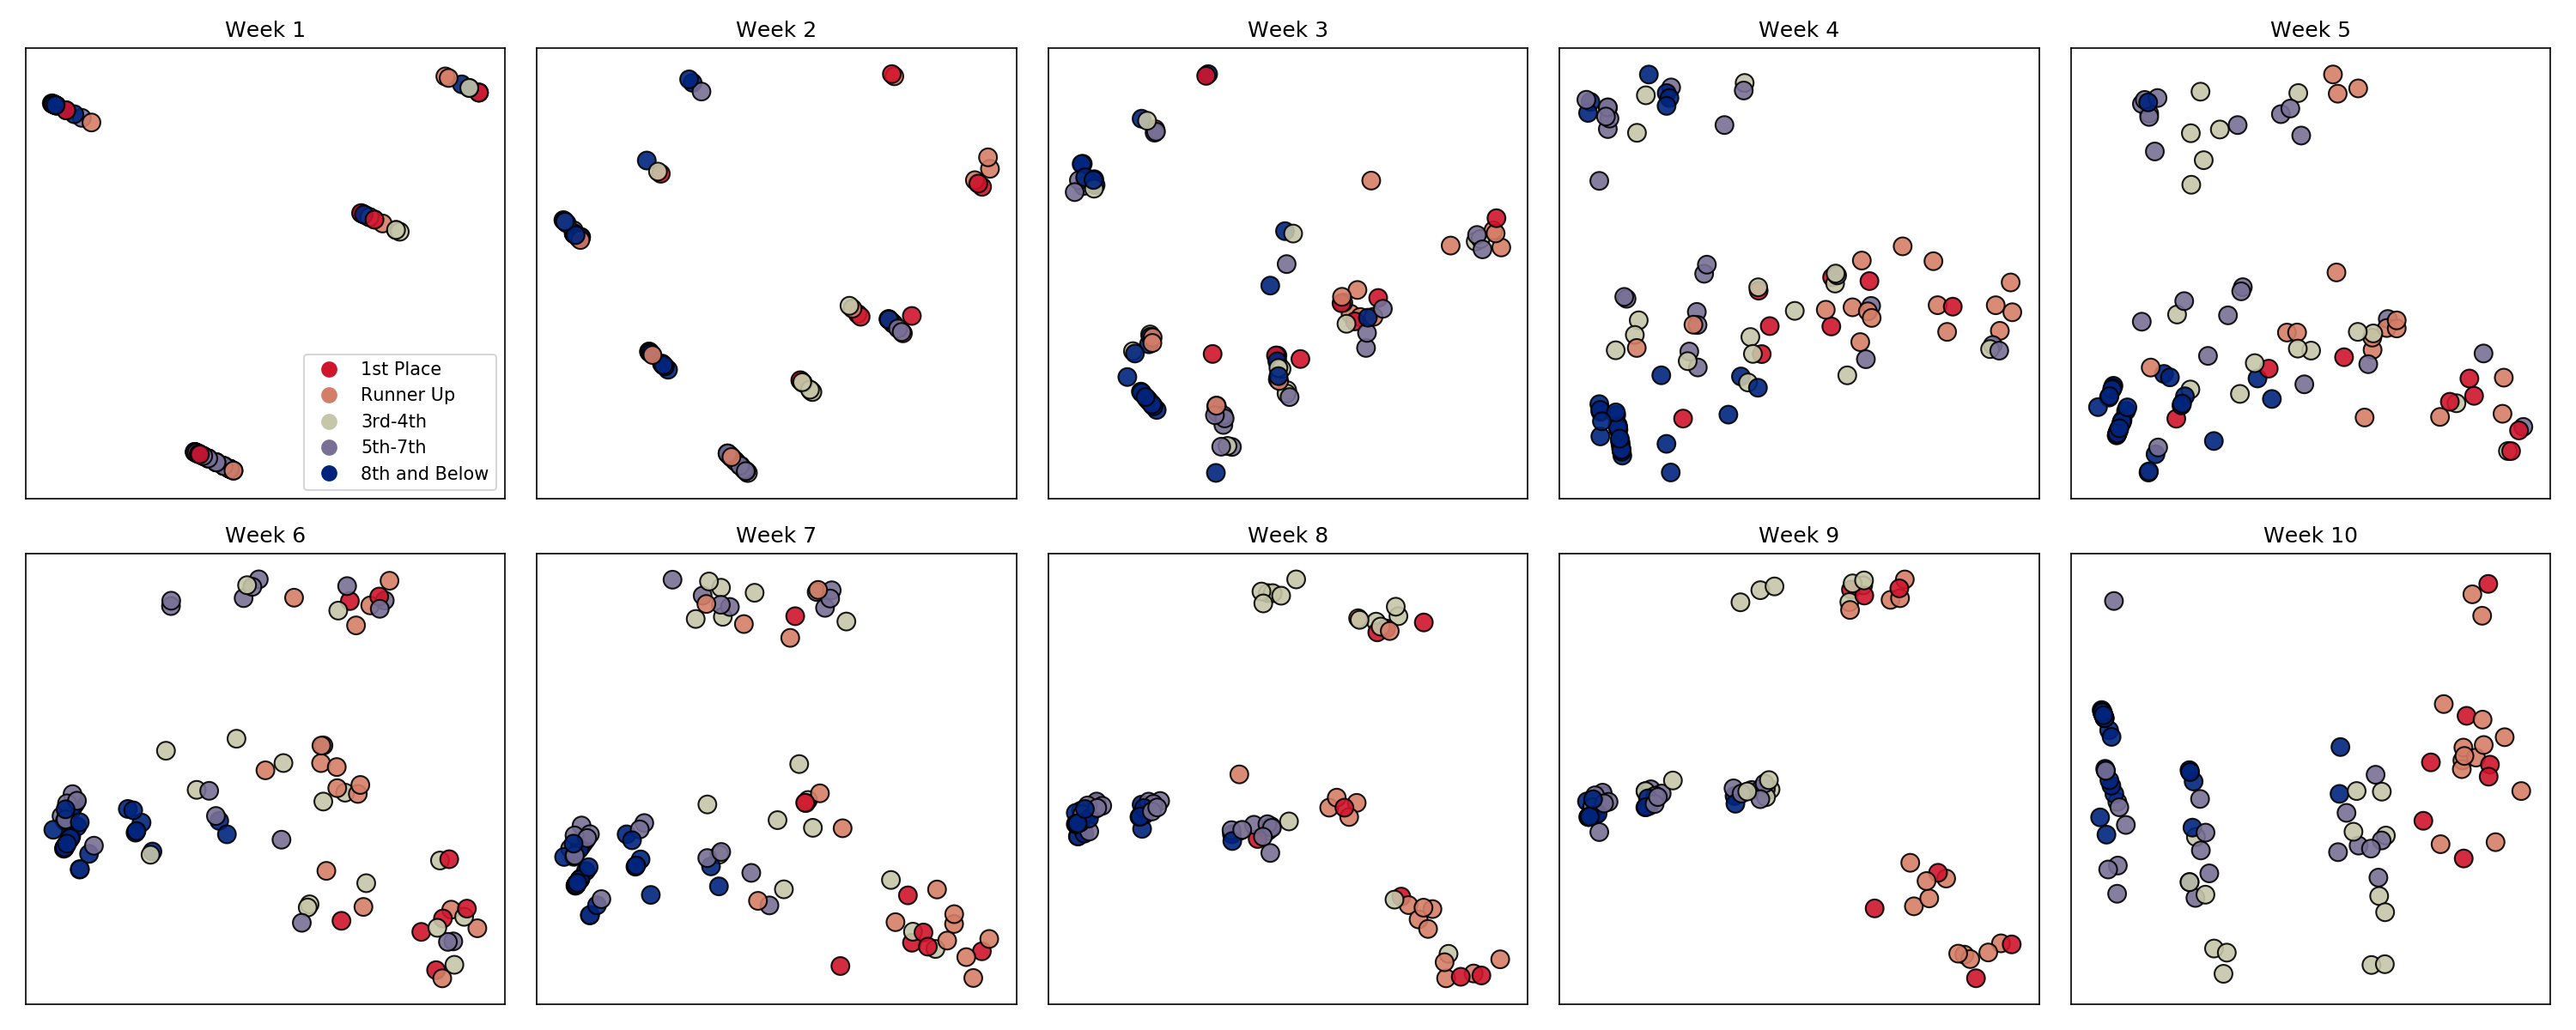 Week 1
Week 2
Week 3
Week 4
Week 5
1st Place
Runner Up
3rd-4th
5th-7th
8th and Below
Week 6
Week 7
Week 8
Week 9
Week 10